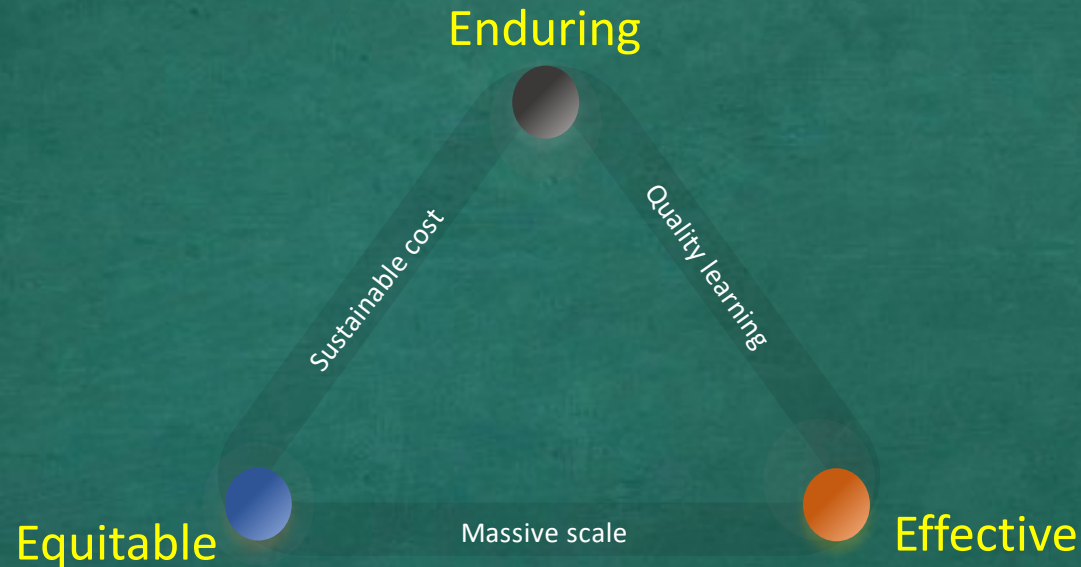 Enduring
Sustainable cost
Quality learning
Massive scale
Equitable
Effective